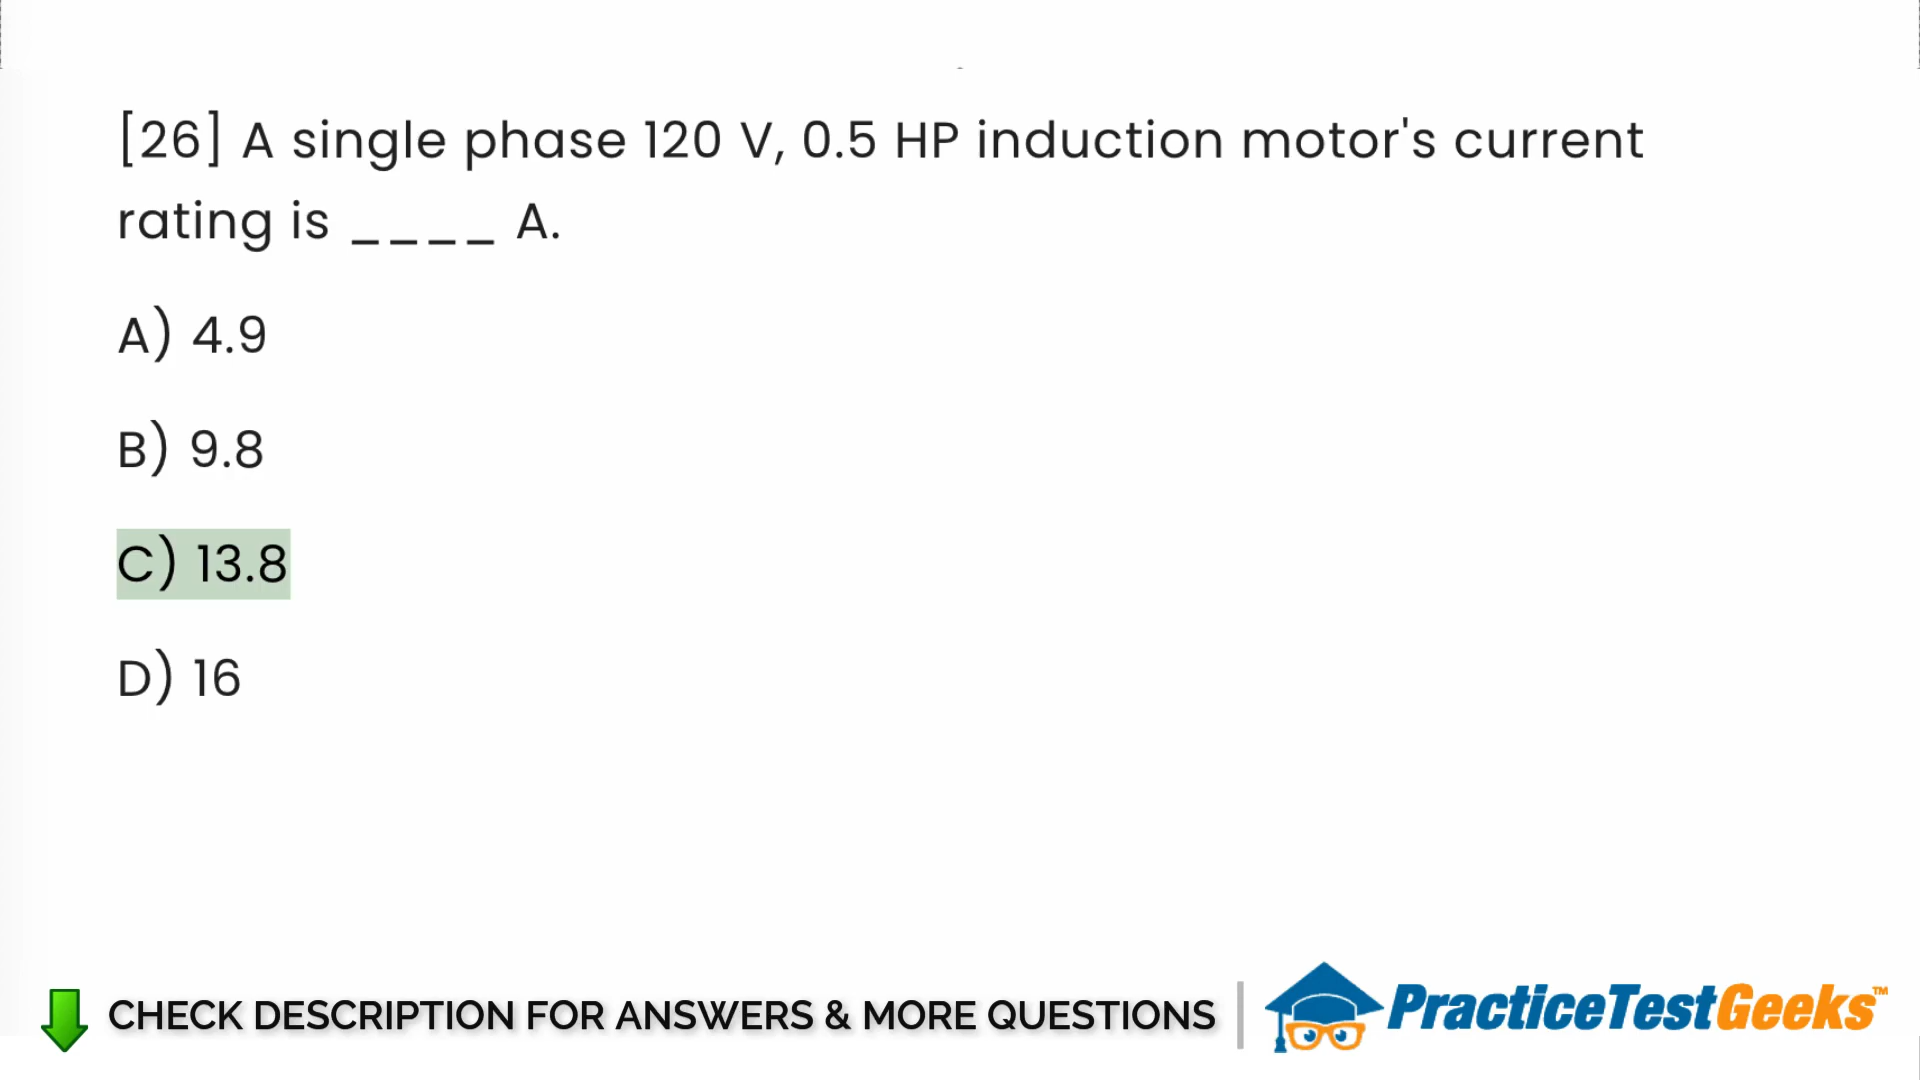 [26] A single phase 120 V, 0.5 HP induction motor's current
rating is ____ A.
A) 4.9
B) 9.8
C) 13.8
D) 16
CHECK DESCRIPTION FOR ANSWERS & MORE QUESTIONS
PracticeTestGeeks™